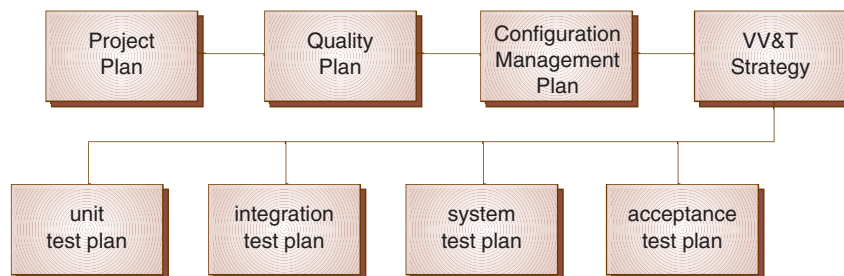 Project
Plan
Quality
Plan
Configuration
Management
Plan
VV&T
Strategy
unit
test plan
integration
test plan
system
test plan
acceptance
test plan